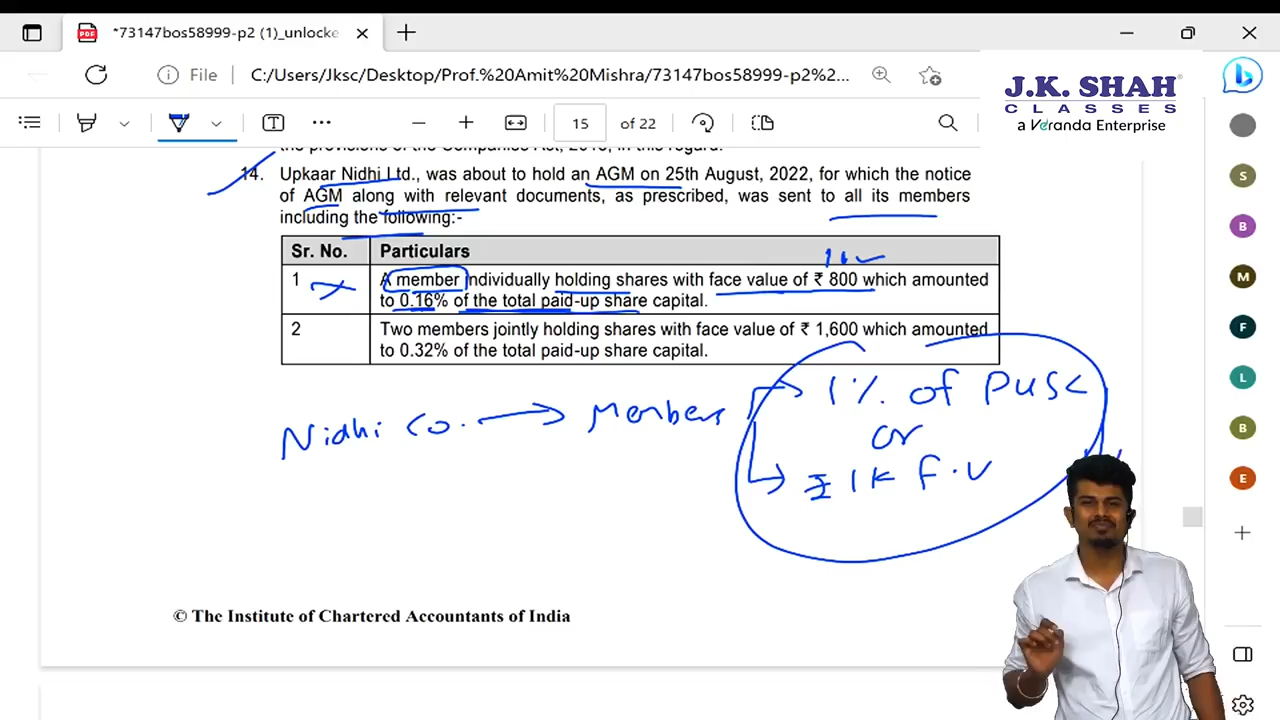 *73147bos58999-p2 (1)_unlocke
File
C:/Users/Jksc/Desktop/Prof.%20Amit%20Mishra/73147bos58999-p2%2...
J.K. SHAH
CLASSES
a Veranda Enterprise
15 of 22
14. Upkaar Nidhi Ltd., was about to hold an AGM on 25th August, 2022, for which the notice
of AGM along with relevant documents, as prescribed, was sent to all its members
including the following:-
Sr. No. Particulars
1 A member individually holding shares with face value of ₹ 800 which amounted
to 0.16% of the total paid-up share capital.
2 Two members jointly holding shares with face value of ₹ 1,600 which amounted
to 0.32% of the total paid-up share capital.
Nidhi Co. → Members → 1% of PUSC
or
→ ₹ 1K F.V
© The Institute of Chartered Accountants of India
S
B
M
F
L
B
E